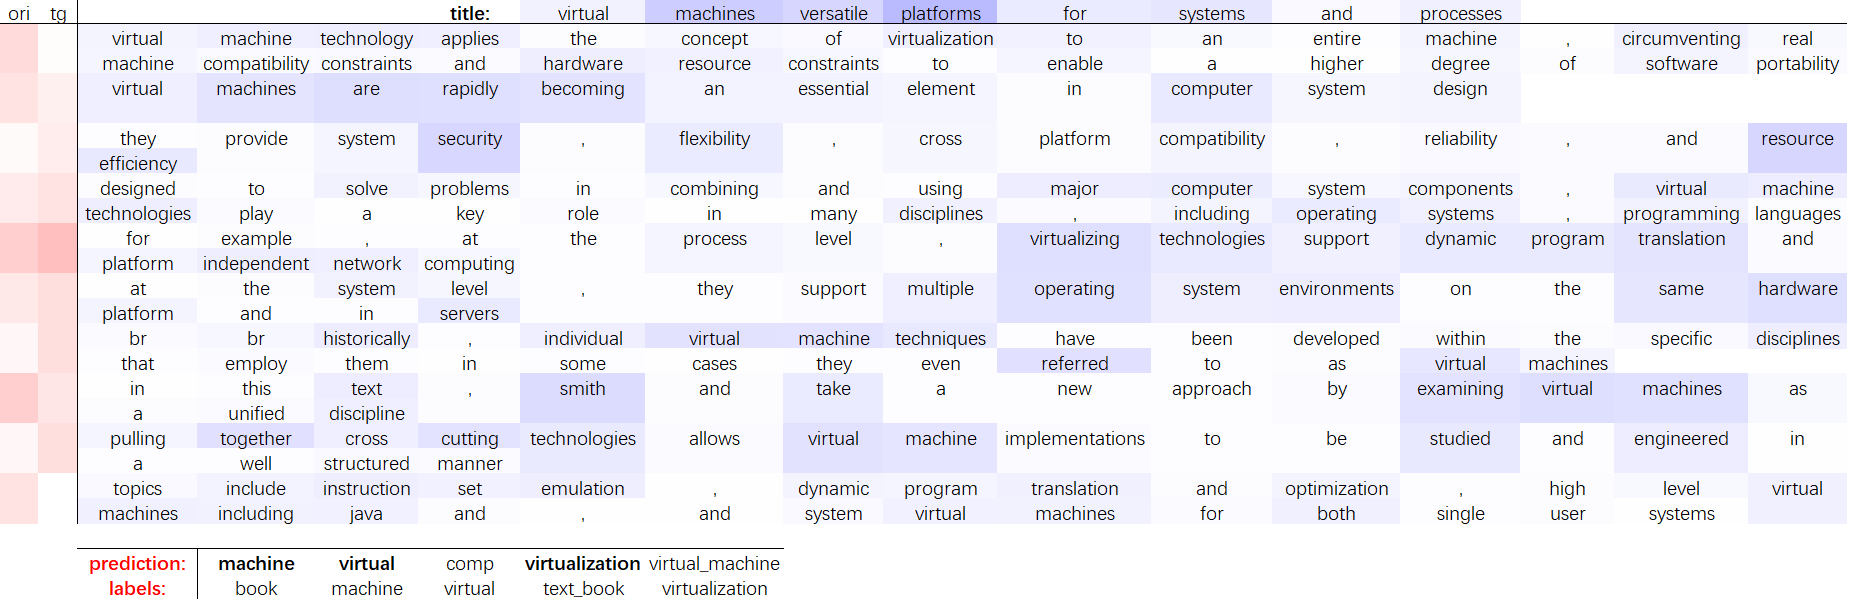 ori tg title: virtual machines versatile platforms for systems and processes
virtual machine technology applies the concept of virtualization to an entire machine , circumventing real
machine compatibility constraints and hardware resource constraints to enable a higher degree of software portability
virtual machines are rapidly becoming an essential element in computer system design
they provide system security , flexibility , cross platform compatibility , reliability , and resource
efficiency
designed to solve problems in combining and using major computer system components , virtual machine
technologies play a key role in many disciplines , including operating systems , programming languages
for example , at the process level , virtualizing technologies support dynamic program translation and
platform independent network computing
at the system level , they support multiple operating system environments on the same hardware
platform and in servers
br br historically , individual virtual machine techniques have been developed within the specific disciplines
that employ them in some cases they even referred to as virtual machines
in this text , smith and take a new approach by examining virtual machines as
a unified discipline
pulling together cross cutting technologies allows virtual machine implementations to be studied and engineered in
a well structured manner
topics include instruction set emulation , dynamic program translation and optimization , high level virtual
machines including java and , and system virtual machines for both single user systems
prediction: machine virtual comp virtualization virtual_machine
labels: book machine virtual text_book virtualization